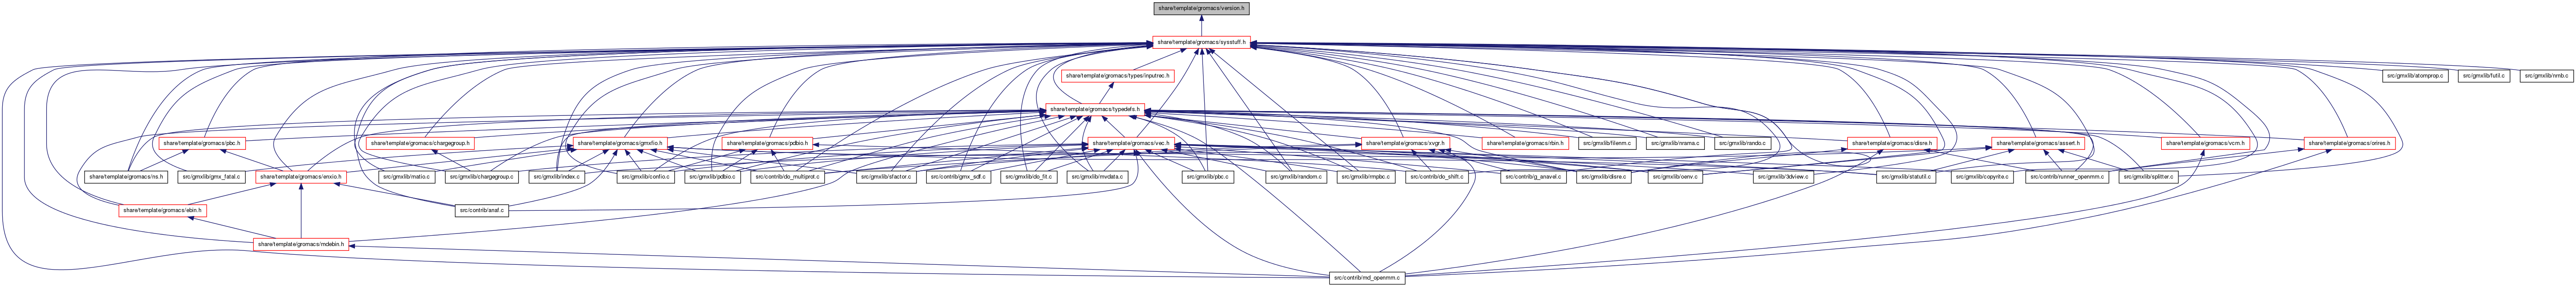 share/template/gromacs/version.h
share/template/gromacs/sysstuff.h
share/template/gromacs/types/inputrec.h
src/gmxlib/atomprop.c
src/gmxlib/futil.c
src/gmxlib/nrnb.c
share/template/gromacs/typedefs.h
share/template/gromacs/pbc.h
share/template/gromacs/chargegroup.h
share/template/gromacs/gmxfio.h
share/template/gromacs/pdbio.h
share/template/gromacs/vec.h
share/template/gromacs/xvgr.h
share/template/gromacs/rbin.h
src/gmxlib/filenm.c
src/gmxlib/mrama.c
src/gmxlib/rando.c
share/template/gromacs/disre.h
share/template/gromacs/assert.h
share/template/gromacs/vcm.h
share/template/gromacs/orires.h
share/template/gromacs/ns.h
src/gmxlib/gmx_fatal.c
share/template/gromacs/enxio.h
src/gmxlib/matio.c
src/gmxlib/chargegroup.c
src/gmxlib/index.c
src/gmxlib/confio.c
src/gmxlib/pdbio.c
src/contrib/do_multiprot.c
src/gmxlib/sfactor.c
src/contrib/gmx_sdf.c
src/gmxlib/do_fit.c
src/gmxlib/mvdata.c
src/gmxlib/pbc.c
src/gmxlib/random.c
src/gmxlib/mvpbc.c
src/contrib/do_shift.c
src/contrib/g_anavel.c
src/gmxlib/disre.c
src/gmxlib/oenv.c
src/gmxlib/3dview.c
src/gmxlib/statutil.c
src/gmxlib/copyrite.c
src/contrib/runner_openmm.c
src/gmxlib/splitter.c
share/template/gromacs/ebin.h
src/contrib/anaf.c
share/template/gromacs/mdebin.h
src/contrib/md_openmm.c